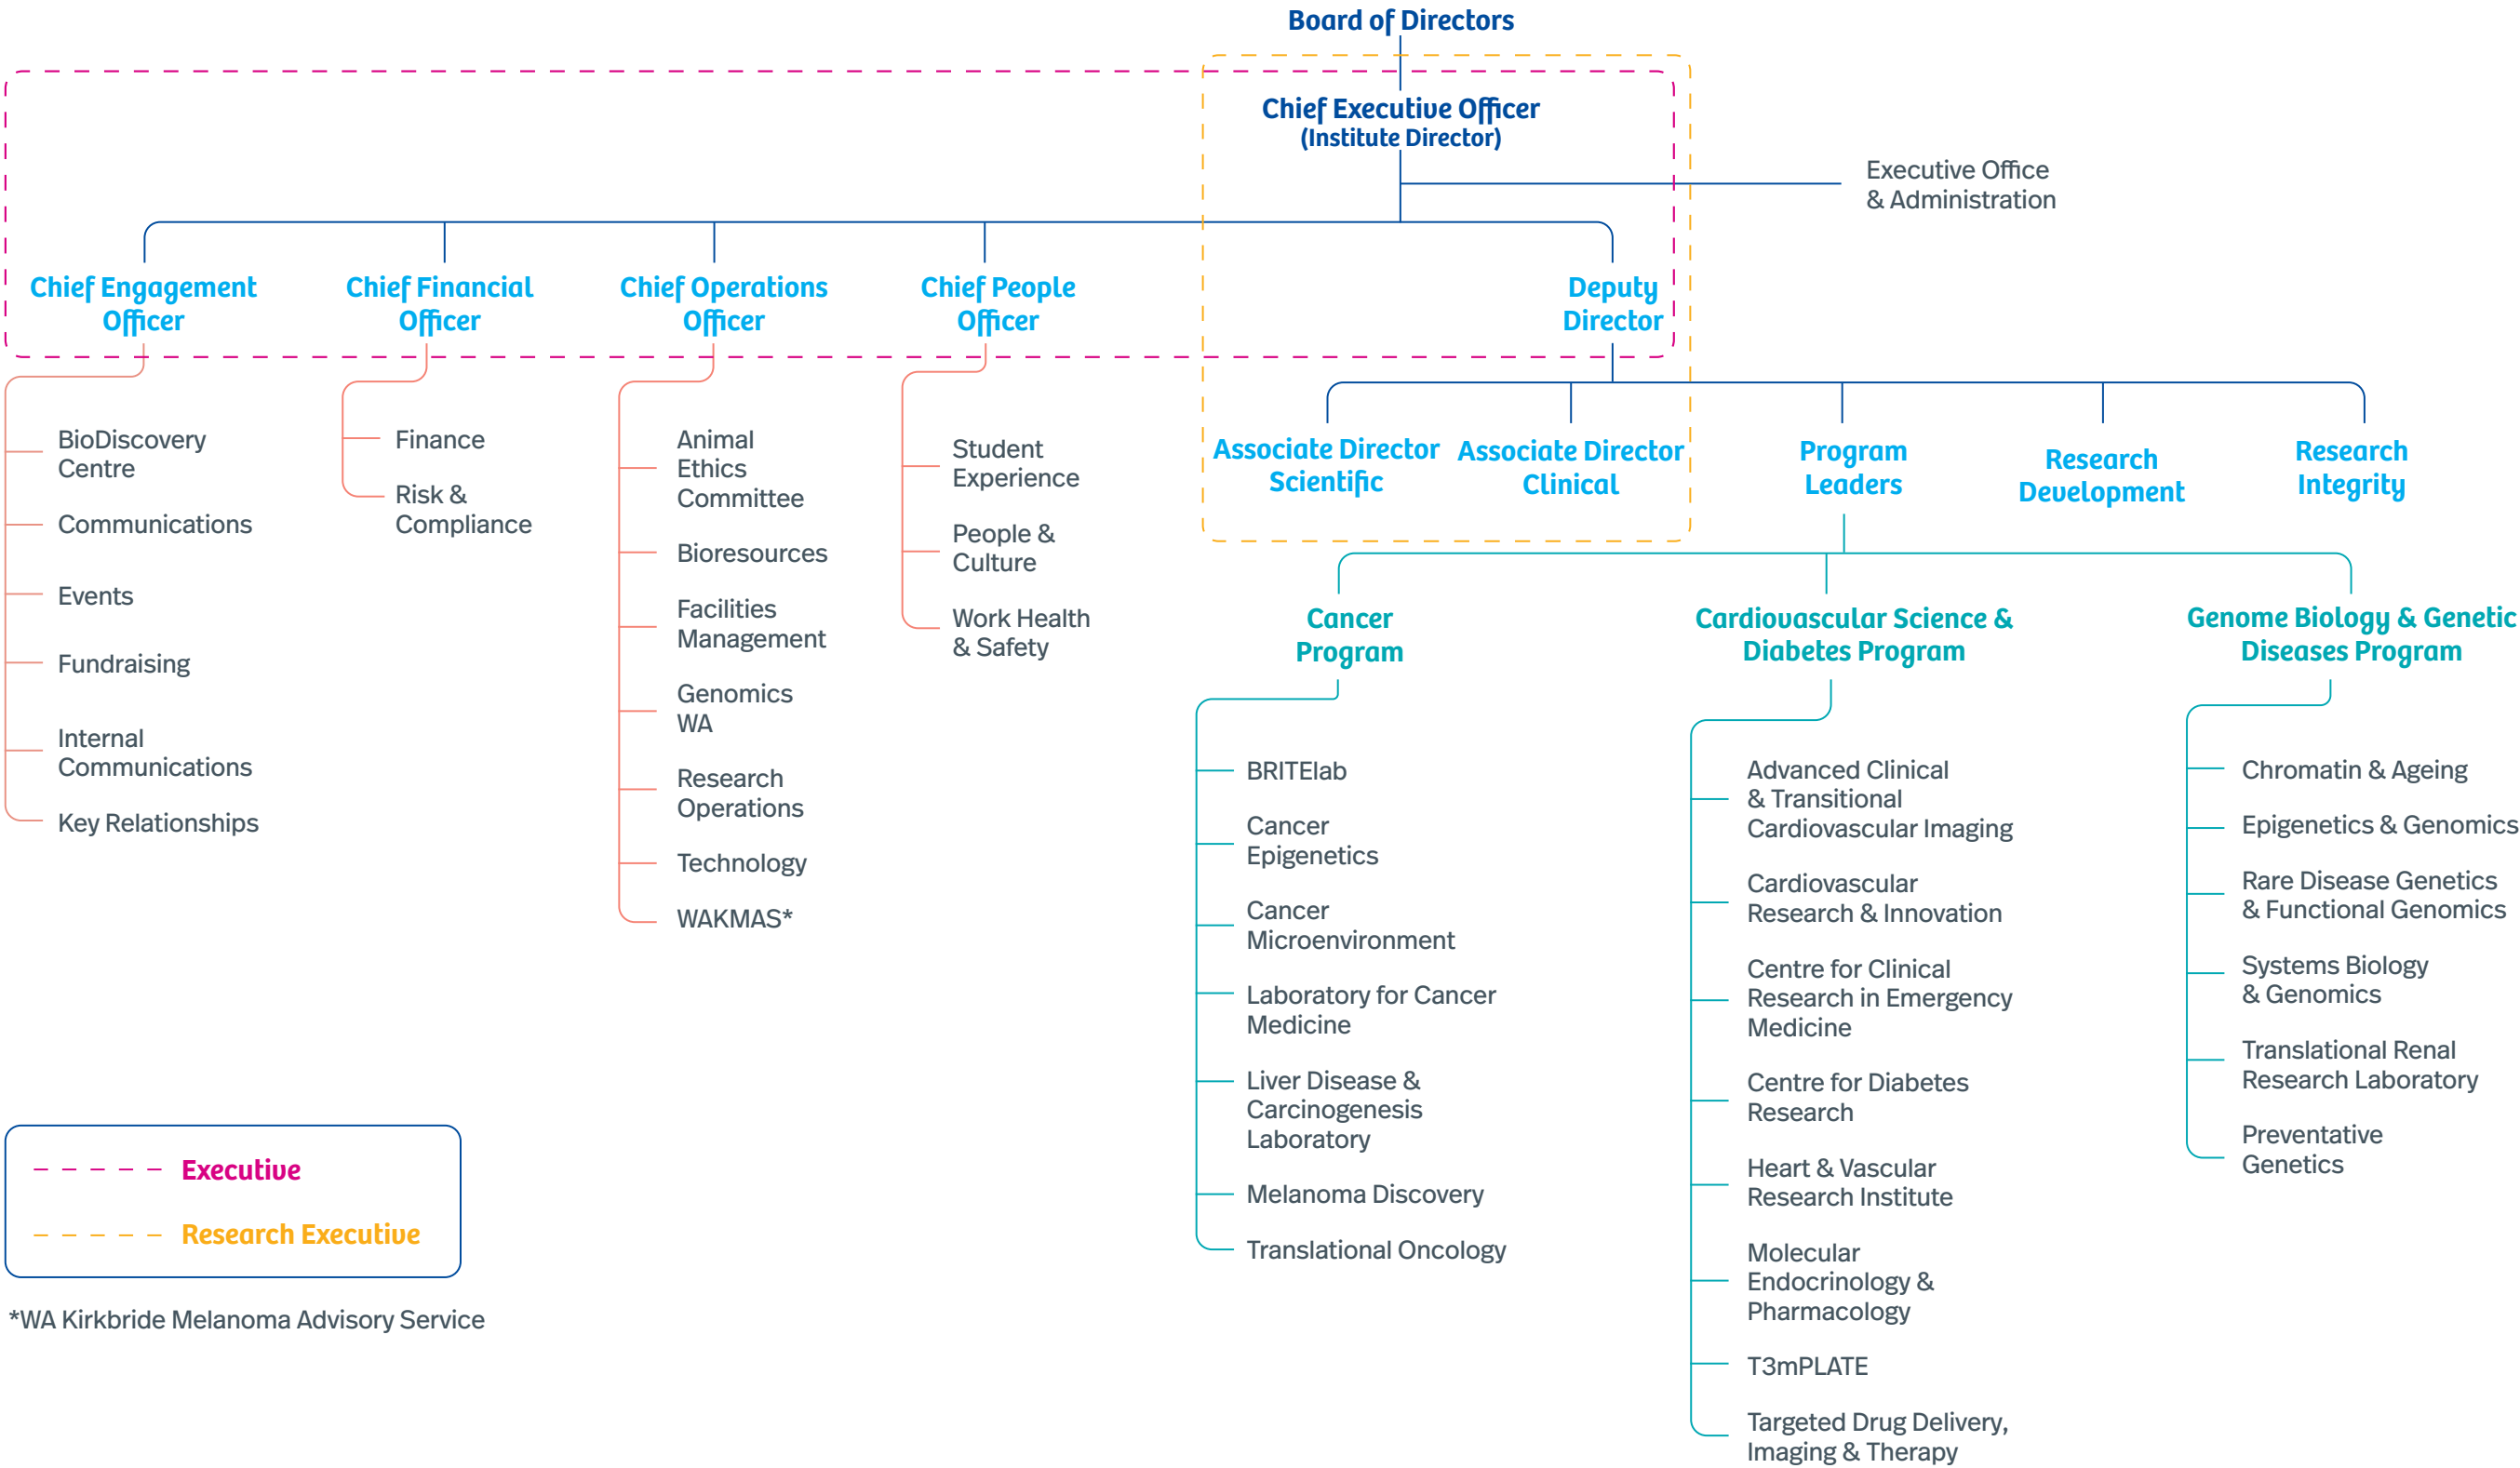 Board of Directors
Chief Executive Officer
(Institute Director)
Executive Office
& Administration
Chief Engagement
Officer
Chief Financial
Officer
Chief Operations
Officer
Chief People
Officer
Deputy
Director
BioDiscovery
Centre
Communications
Events
Fundraising
Internal
Communications
Key Relationships
Finance
Risk &
Compliance
Animal
Ethics
Committee
Bioresources
Facilities
Management
Genomics
WA
Research
Operations
Technology
WAKMAS*
Student
Experience
People &
Culture
Work Health
& Safety
Associate Director
Scientific
Associate Director
Clinical
Program
Leaders
Research
Development
Research
Integrity
Cancer
Program
Cardiovascular Science &
Diabetes Program
Genome Biology & Genetic
Diseases Program
BRITElab
Cancer
Epigenetics
Cancer
Microenvironment
Laboratory for Cancer
Medicine
Liver Disease &
Carcinogenesis
Laboratory
Melanoma Discovery
Translational Oncology
Advanced Clinical
& Transitional
Cardiovascular Imaging
Cardiovascular
Research & Innovation
Centre for Clinical
Research in Emergency
Medicine
Centre for Diabetes
Research
Heart & Vascular
Research Institute
Molecular
Endocrinology &
Pharmacology
T3mPLATE
Targeted Drug Delivery,
Imaging & Therapy
Chromatin & Ageing
Epigenetics & Genomics
Rare Disease Genetics
& Functional Genomics
Systems Biology
& Genomics
Translational Renal
Research Laboratory
Preventative
Genetics
Executive
Research Executive
*WA Kirkbride Melanoma Advisory Service